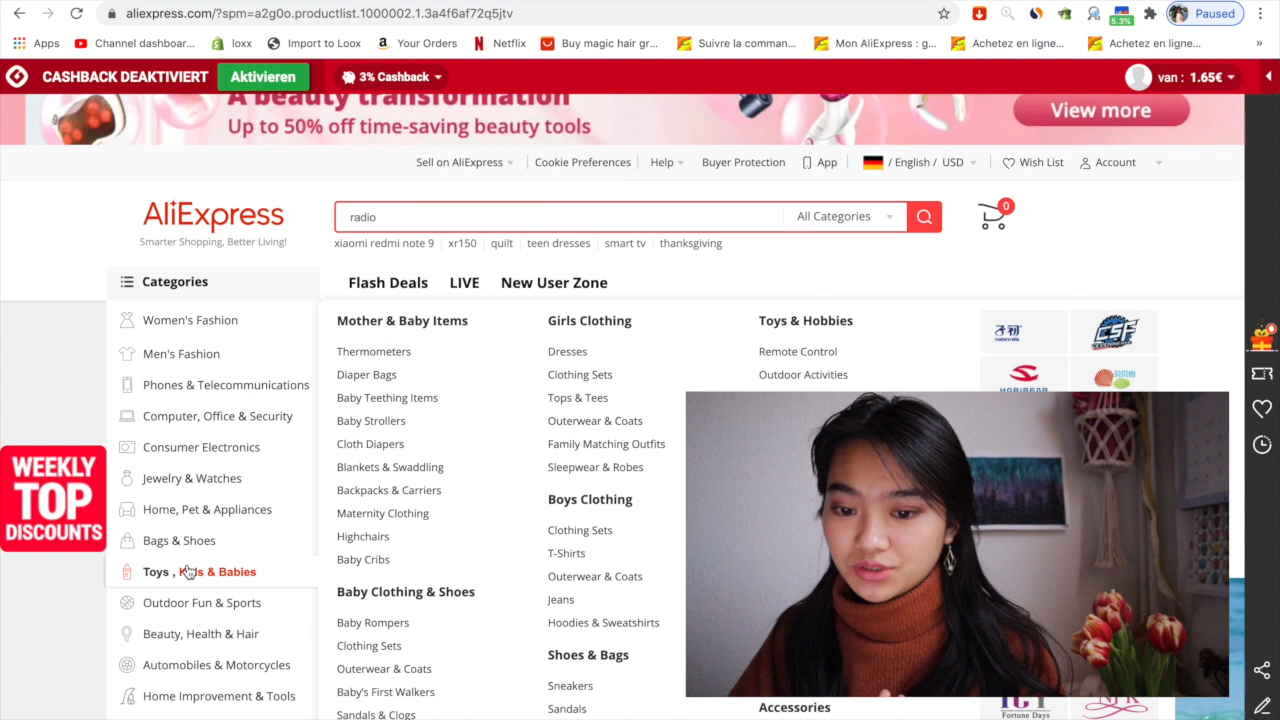 aliexpress.com/?spm=a2g0o.productlist.1000002.1.3a4f6af72q5jtv
5.3%
Paused
Apps
Channel dashboar...
loxx
Import to Loox
Your Orders
Netflix
Buy magic hair gr...
Suivre la comman...
Mon AliExpress : g...
Achetez en ligne...
Achetez en ligne...
CASHBACK DEAKTIVIERT
Aktivieren
3% Cashback
van : 1.65€
A beauty transformation
Up to 50% off time-saving beauty tools
View more
Sell on AliExpress
Cookie Preferences
Help
Buyer Protection
App
/ English / USD
Wish List
Account
AliExpress
Smarter Shopping, Better Living!
radio
All Categories
0
xiaomi redmi note 9
xr150
quilt
teen dresses
smart tv
thanksgiving
Categories
Flash Deals
LIVE
New User Zone
Women's Fashion
Men's Fashion
Phones & Telecommunications
Computer, Office & Security
Consumer Electronics
Jewelry & Watches
Home, Pet & Appliances
Bags & Shoes
Toys , Kids & Babies
Outdoor Fun & Sports
Beauty, Health & Hair
Automobiles & Motorcycles
Home Improvement & Tools
WEEKLY
TOP
DISCOUNTS
Mother & Baby Items
Thermometers
Diaper Bags
Baby Teething Items
Baby Strollers
Cloth Diapers
Blankets & Swaddling
Backpacks & Carriers
Maternity Clothing
Highchairs
Baby Cribs
Baby Clothing & Shoes
Baby Rompers
Clothing Sets
Outerwear & Coats
Baby's First Walkers
Sandals & Clogs
Girls Clothing
Dresses
Clothing Sets
Tops & Tees
Outerwear & Coats
Family Matching Outfits
Sleepwear & Robes
Boys Clothing
Clothing Sets
T-Shirts
Outerwear & Coats
Jeans
Hoodies & Sweatshirts
Shoes & Bags
Sneakers
Sandals
Toys & Hobbies
Remote Control
Outdoor Activities
Accessories
子初
CSF
Fortune Days